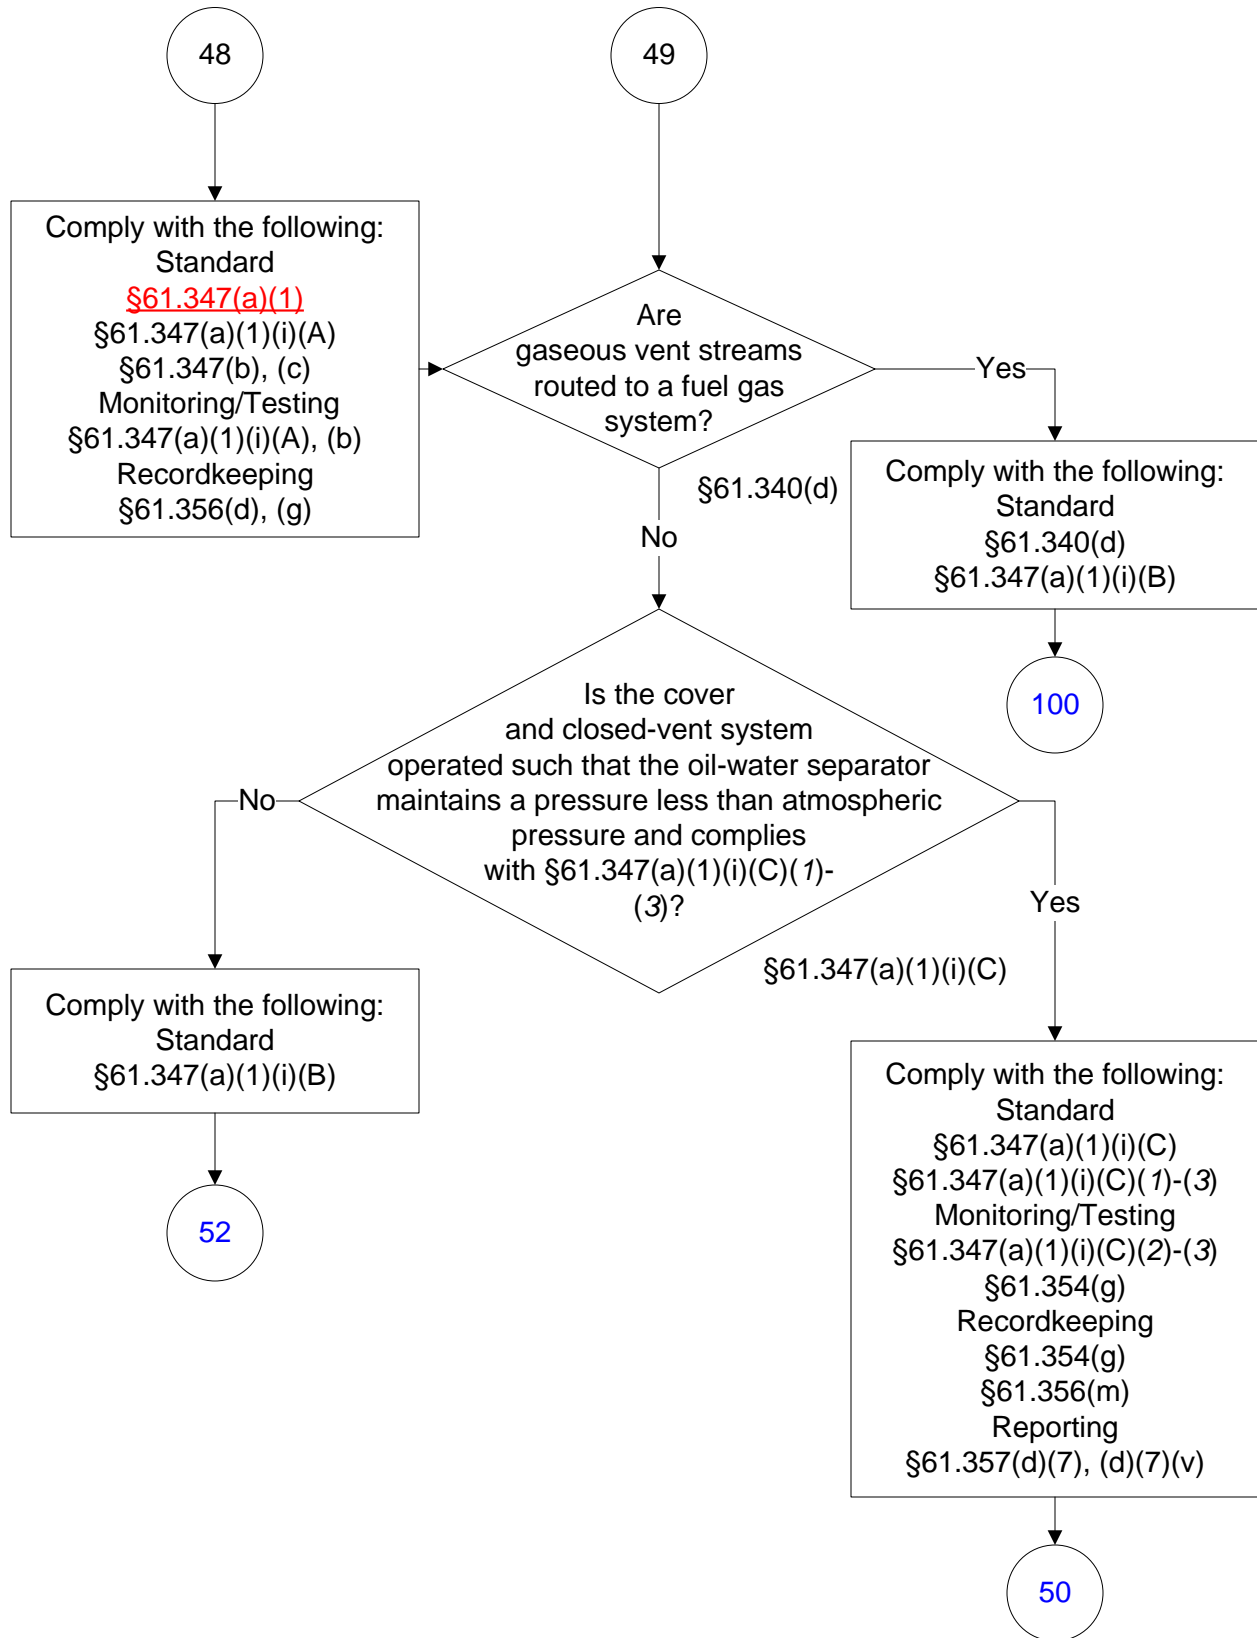 48
49
Comply with the following:
Standard
§61.347(a)(1)
§61.347(a)(1)(i)(A)
§61.347(b), (c)
Monitoring/Testing
§61.347(a)(1)(i)(A), (b)
Recordkeeping
§61.356(d), (g)
Are
gaseous vent streams
routed to a fuel gas
system?
Yes
§61.340(d)
No
Comply with the following:
Standard
§61.340(d)
§61.347(a)(1)(i)(B)
100
Is the cover
and closed-vent system
operated such that the oil-water separator
maintains a pressure less than atmospheric
pressure and complies
with §61.347(a)(1)(i)(C)(1)-
(3)?
No
Yes
§61.347(a)(1)(i)(C)
Comply with the following:
Standard
§61.347(a)(1)(i)(B)
52
Comply with the following:
Standard
§61.347(a)(1)(i)(C)
§61.347(a)(1)(i)(C)(1)-(3)
Monitoring/Testing
§61.347(a)(1)(i)(C)(2)-(3)
§61.354(g)
Recordkeeping
§61.354(g)
§61.356(m)
Reporting
§61.357(d)(7), (d)(7)(v)
50